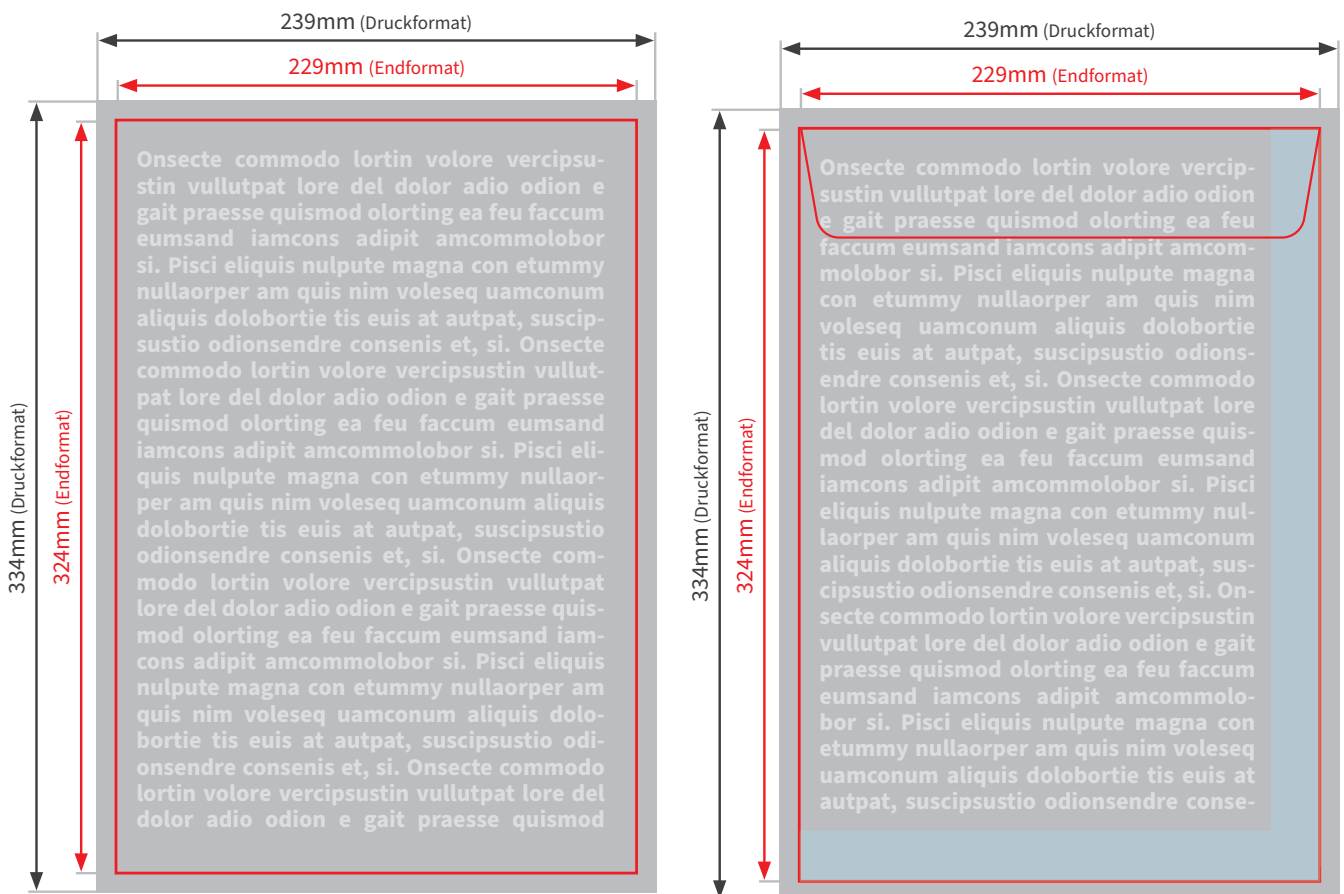 239mm (Druckformat)
229mm (Endformat)
334mm (Druckformat)
324mm (Endformat)
Onsecte commodo lortin volore vercipsu-
stin vullutpat lore del dolor adio odion e
gait praesse quismod olorting ea feu faccum
eumsand iamcons adipit amcommolobor
si. Pisci eliquis nulpute magna con etummy
nullaorper am quis nim voleseq uamconum
aliquis dolobortie tis euis at autpat, suscip-
sustio odionsendre consenis et, si. Onsecte
commodo lortin volore vercipsustin vullut-
pat lore del dolor adio odion e gait praesse
quismod olorting ea feu faccum eumsand
iamcons adipit amcommolobor si. Pisci eli-
quis nulpute magna con etummy nullaor-
per am quis nim voleseq uamconum aliquis
dolobortie tis euis at autpat, suscipsustio
odionsendre consenis et, si. Onsecte com-
modo lortin volore vercipsustin vullutpat
lore del dolor adio odion e gait praesse quis-
mod olorting ea feu faccum eumsand iam-
cons adipit amcommolobor si. Pisci eliquis
nulpute magna con etummy nullaorper am
quis nim voleseq uamconum aliquis dolo-
bortie tis euis at autpat, suscipsustio odi-
onsendre consenis et, si. Onsecte commodo
lortin volore vercipsustin vullutpat lore del
dolor adio odion e gait praesse quismod
239mm (Druckformat)
229mm (Endformat)
334mm (Druckformat)
324mm (Endformat)
Onsecte commodo lortin volore vercip-
sustin vullutpat lore del dolor adio odion
e gait praesse quismod olorting ea feu
faccum eumsand iamcons adipit amcom-
molobor si. Pisci eliquis nulpute magna
con etummy nullaorper am quis nim
voleseq uamconum aliquis dolobortie
tis euis at autpat, suscipsustio odions-
endre consenis et, si. Onsecte commodo
lortin volore vercipsustin vullutpat lore
del dolor adio odion e gait praesse quis-
mod olorting ea feu faccum eumsand
iamcons adipit amcommolobor si. Pisci
eliquis nulpute magna con etummy nul-
laorper am quis nim voleseq uamconum
aliquis dolobortie tis euis at autpat, sus-
cipsustio odionsendre consenis et, si. On-
secte commodo lortin volore vercipsustin
vullutpat lore del dolor adio odion e gait
praesse quismod olorting ea feu faccum
eumsand iamcons adipit amcommolo-
bor si. Pisci eliquis nulpute magna con
etummy nullaorper am quis nim voleseq
uamconum aliquis dolobortie tis euis at
autpat, suscipsustio odionsendre conse-